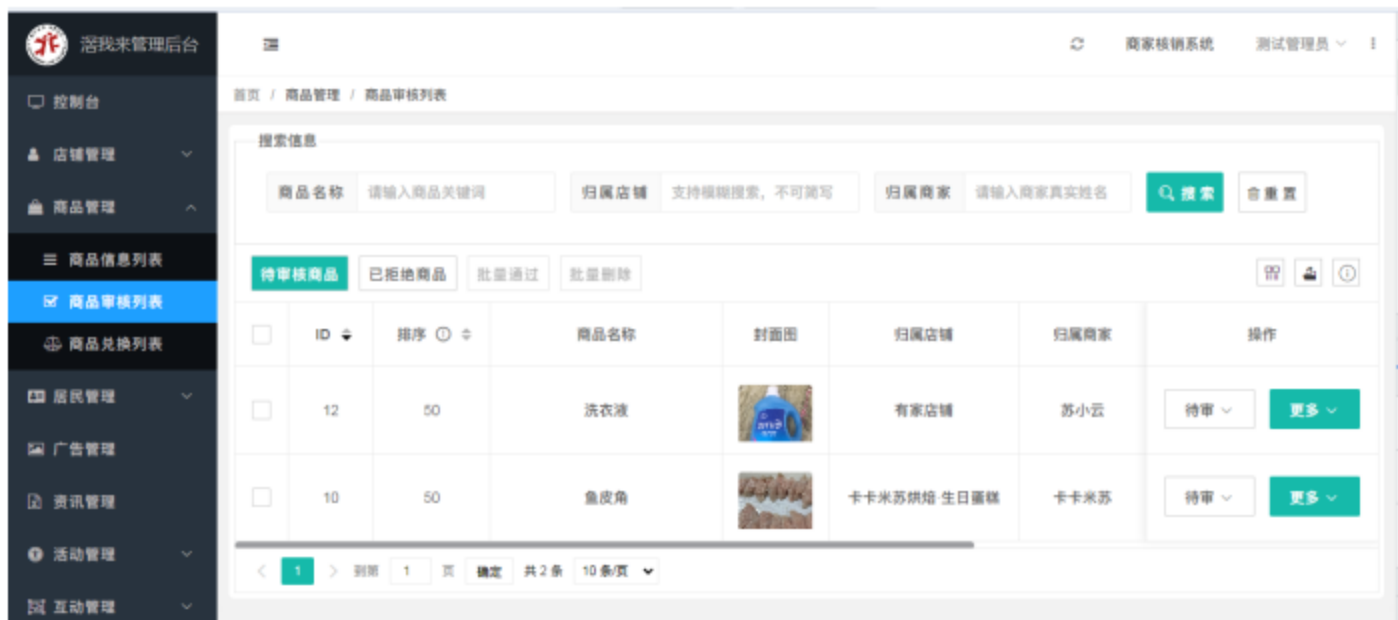 活我来管理后台
商家核销系统
测试管理员
控制台
首页 / 商品管理 / 商品审核列表
店铺管理
搜索信息
商品名称 请输入商品关键词
归属店铺 支持模糊搜索，不可简写
归属商家 请输入商家真实姓名
搜索
重置
商品管理
商品信息列表
商品审核列表
商品兑换列表
待审核商品
已拒绝商品
批量通过
批量删除
ID 排序 商品名称 封面图 归属店铺 归属商家 操作
居民管理
12 50 洗衣液 有家店铺 苏小云 待审 更多
广告管理
资讯管理
10 50 鱼皮角 卡卡米苏烘焙·生日蛋糕 卡卡米苏 待审 更多
活动管理
1 到第 1 页 确定 共 2 条 10 条/页
互动管理